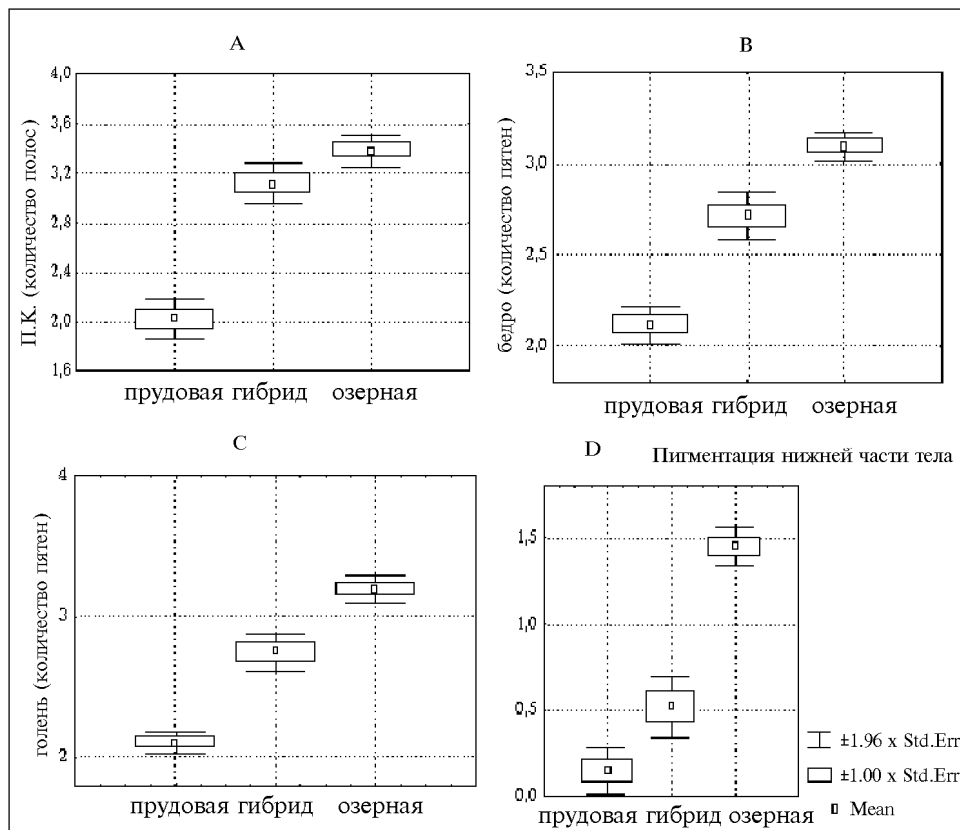 A
П.К. (количество полос)
4,0
3,6
3,2
2,8
2,4
2,0
1,6
прудовая гибрид озерная
B
бедро (количество пятен)
3,5
3,0
2,5
2,0
прудовая гибрид озерная
C
голень (количество пятен)
4
3
2
прудовая гибрид озерная
D
Пигментация нижней части тела
1,5
1,0
0,5
0,0
прудовая гибрид озерная
±1.96 x Std.Err
±1.00 x Std.Err
Mean